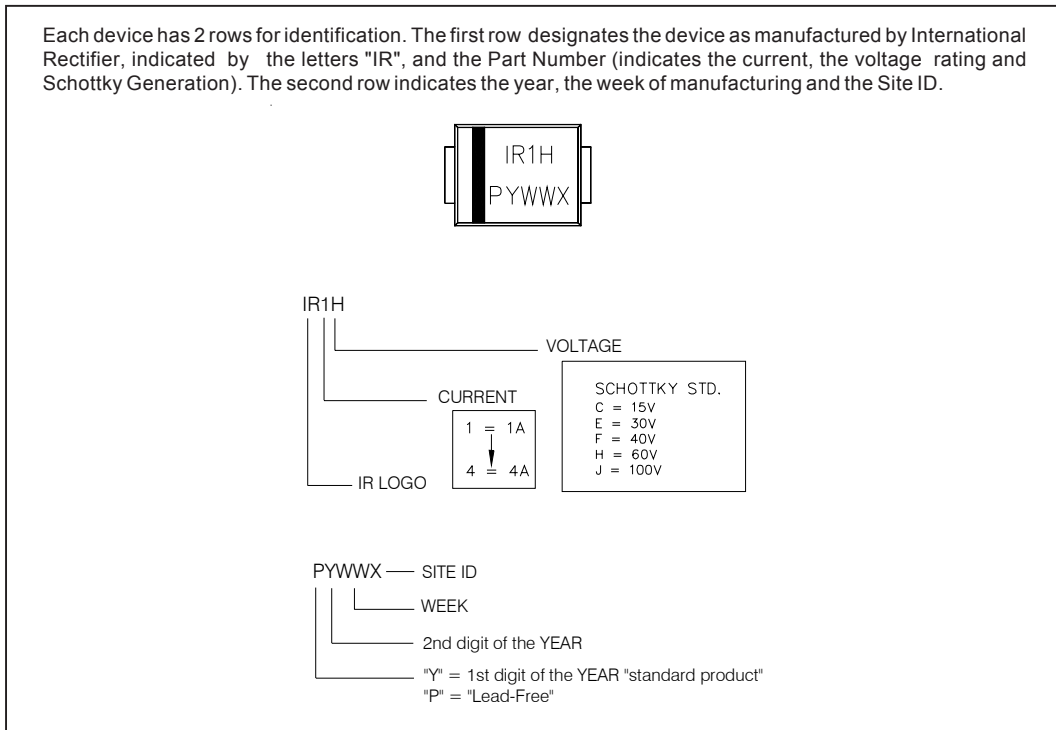 Each device has 2 rows for identification. The first row designates the device as manufactured by International
Rectifier, indicated by the letters "IR", and the Part Number (indicates the current, the voltage rating and
Schottky Generation). The second row indicates the year, the week of manufacturing and the Site ID.
IR1H
PYWWX
IR1H
VOLTAGE
SCHOTTKY STD.
C = 15V
E = 30V
F = 40V
H = 60V
J = 100V
CURRENT
1 = 1A
4 = 4A
IR LOGO
PYWWX
SITE ID
WEEK
2nd digit of the YEAR
"Y" = 1st digit of the YEAR "standard product"
"P" = "Lead-Free"